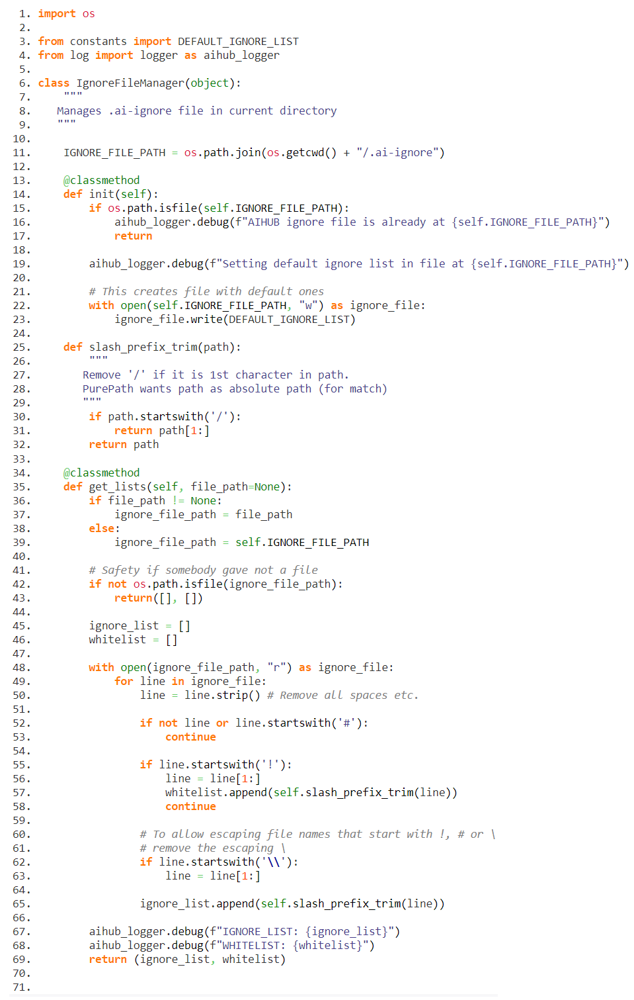 1. import os
2.
3. from constants import DEFAULT_IGNORE_LIST
4. from log import logger as aihub_logger
5.
6. class IgnoreFileManager(object):
7.     """
8.    Manages .ai-ignore file in current directory
9.    """
10.
11.     IGNORE_FILE_PATH = os.path.join(os.getcwd() + "/.ai-ignore")
12.
13.     @classmethod
14.     def init(self):
15.         if os.path.isfile(self.IGNORE_FILE_PATH):
16.             aihub_logger.debug(f"AIHUB ignore file is already at {self.IGNORE_FILE_PATH}")
17.             return
18.
19.         aihub_logger.debug(f"Setting default ignore list in file at {self.IGNORE_FILE_PATH}")
20.
21.         # This creates file with default ones
22.         with open(self.IGNORE_FILE_PATH, "w") as ignore_file:
23.             ignore_file.write(DEFAULT_IGNORE_LIST)
24.
25.     def slash_prefix_trim(path):
26.         """
27.        Remove '/' if it is 1st character in path.
28.        PurePath wants path as absolute path (for match)
29.        """
30.         if path.startswith('/'):
31.             return path[1:]
32.         return path
33.
34.     @classmethod
35.     def get_lists(self, file_path=None):
36.         if file_path != None:
37.             ignore_file_path = file_path
38.         else:
39.             ignore_file_path = self.IGNORE_FILE_PATH
40.
41.         # Safety if somebody gave not a file
42.         if not os.path.isfile(ignore_file_path):
43.             return([], [])
44.
45.         ignore_list = []
46.         whitelist = []
47.
48.         with open(ignore_file_path, "r") as ignore_file:
49.             for line in ignore_file:
50.                 line = line.strip() # Remove all spaces etc.
51.
52.                 if not line or line.startswith('#'):
53.                     continue
54.
55.                 if line.startswith('!'):
56.                     line = line[1:]
57.                     whitelist.append(self.slash_prefix_trim(line))
58.                     continue
59.
60.                 # To allow escaping file names that start with !, # or \
61.                 # remove the escaping \
62.                 if line.startswith('\\'):
63.                     line = line[1:]
64.
65.                 ignore_list.append(self.slash_prefix_trim(line))
66.
67.         aihub_logger.debug(f"IGNORE_LIST: {ignore_list}")
68.         aihub_logger.debug(f"WHITELIST: {whitelist}")
69.         return (ignore_list, whitelist)
70.
71.